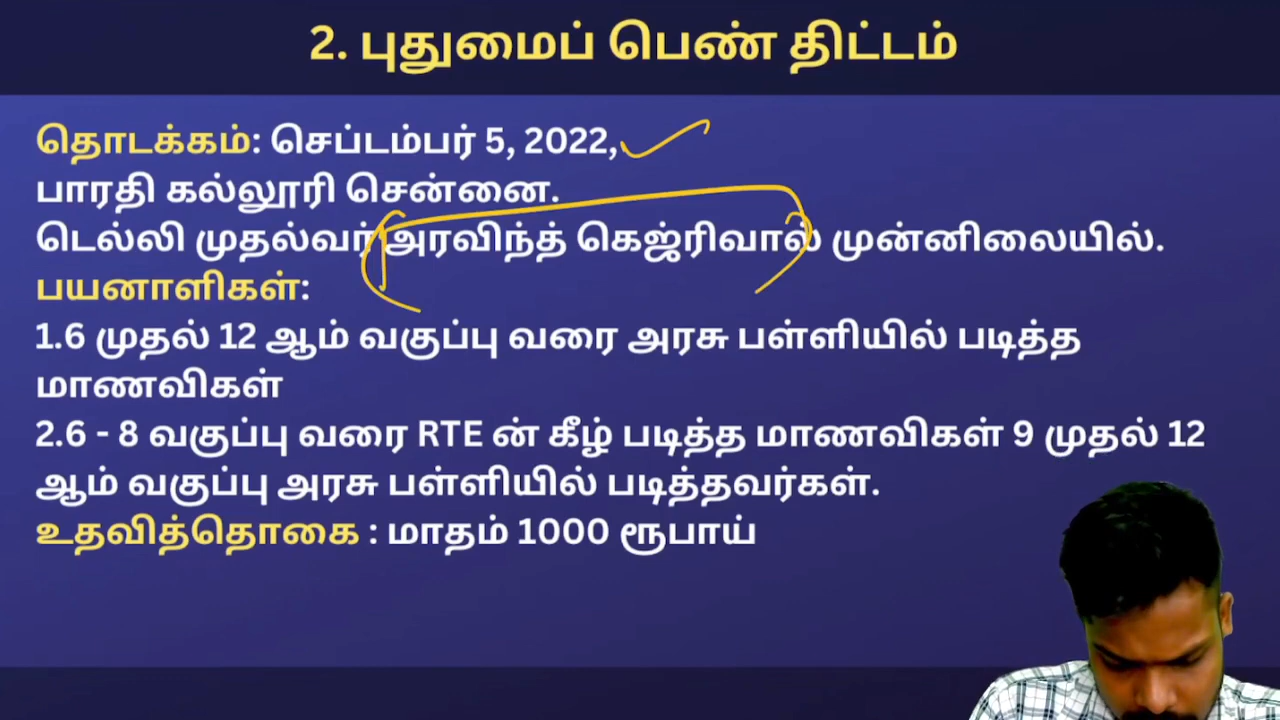 2. புதுமைப் பெண் திட்டம்
தொடக்கம்: செப்டம்பர் 5, 2022,
பாரதி கல்லூரி சென்னை.
டெல்லி முதல்வர் அரவிந்த் கெஜ்ரிவால் முன்னிலையில்.
பயனாளிகள்:
1.6 முதல் 12 ஆம் வகுப்பு வரை அரசு பள்ளியில் படித்த
மாணவிகள்
2.6 - 8 வகுப்பு வரை RTE ன் கீழ் படித்த மாணவிகள் 9 முதல் 12
ஆம் வகுப்பு அரசு பள்ளியில் படித்தவர்கள்.
உதவித்தொகை : மாதம் 1000 ரூபாய்